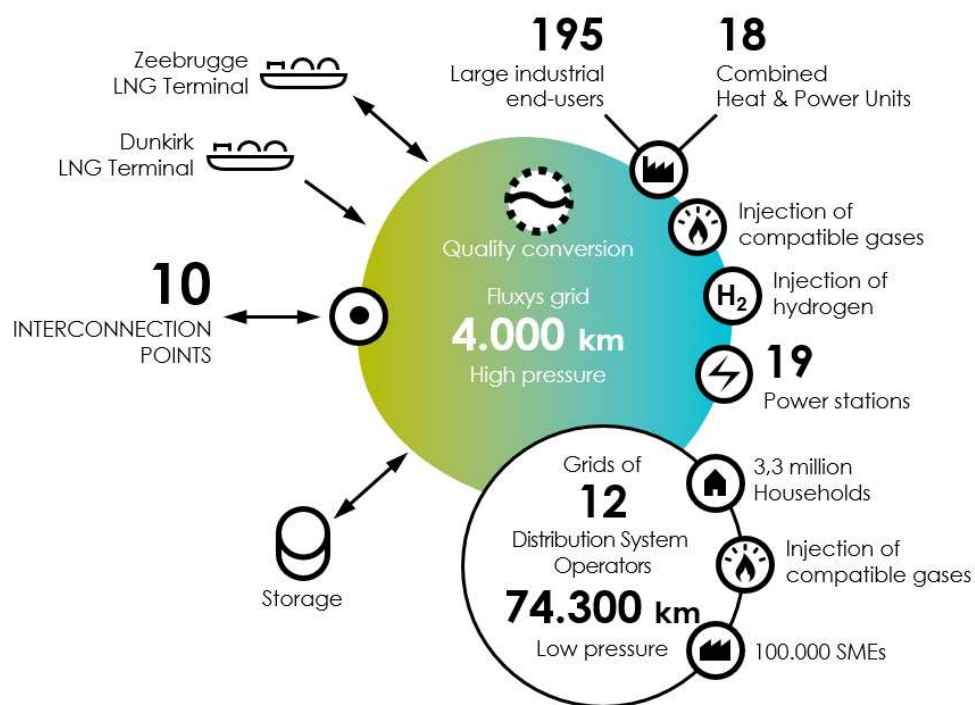 Zeebrugge
LNG Terminal
Dunkirk
LNG Terminal
10
INTERCONNECTION
POINTS
Storage
195
Large industrial
end-users
18
Combined
Heat & Power Units
Injection of
compatible gases
H₂
Injection of
hydrogen
19
Power stations
Quality conversion
Fluxys grid
4.000 km
High pressure
Grids of
12
Distribution System
Operators
74.300 km
Low pressure
3,3 million
Households
Injection of
compatible gases
100.000 SMEs